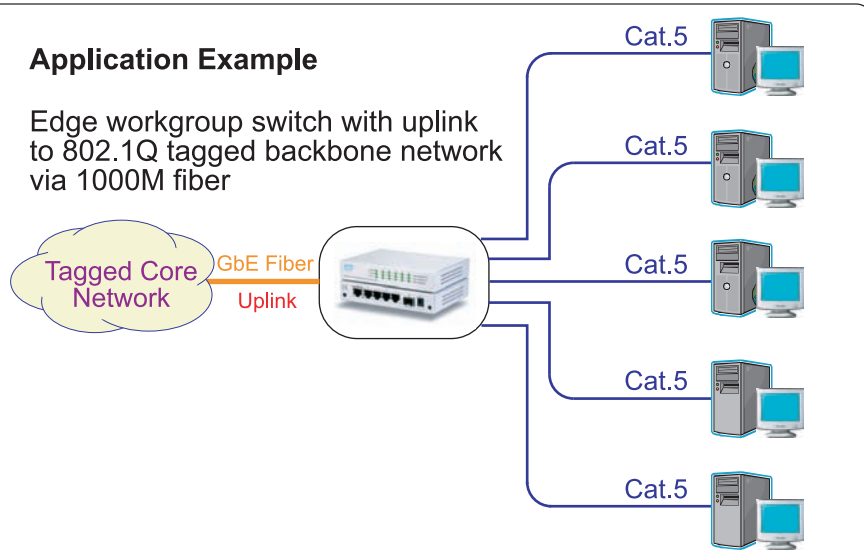 Application Example
Edge workgroup switch with uplink
to 802.1Q tagged backbone network
via 1000M fiber
Tagged Core
Network
GbE Fiber
Uplink
Cat.5
Cat.5
Cat.5
Cat.5
Cat.5